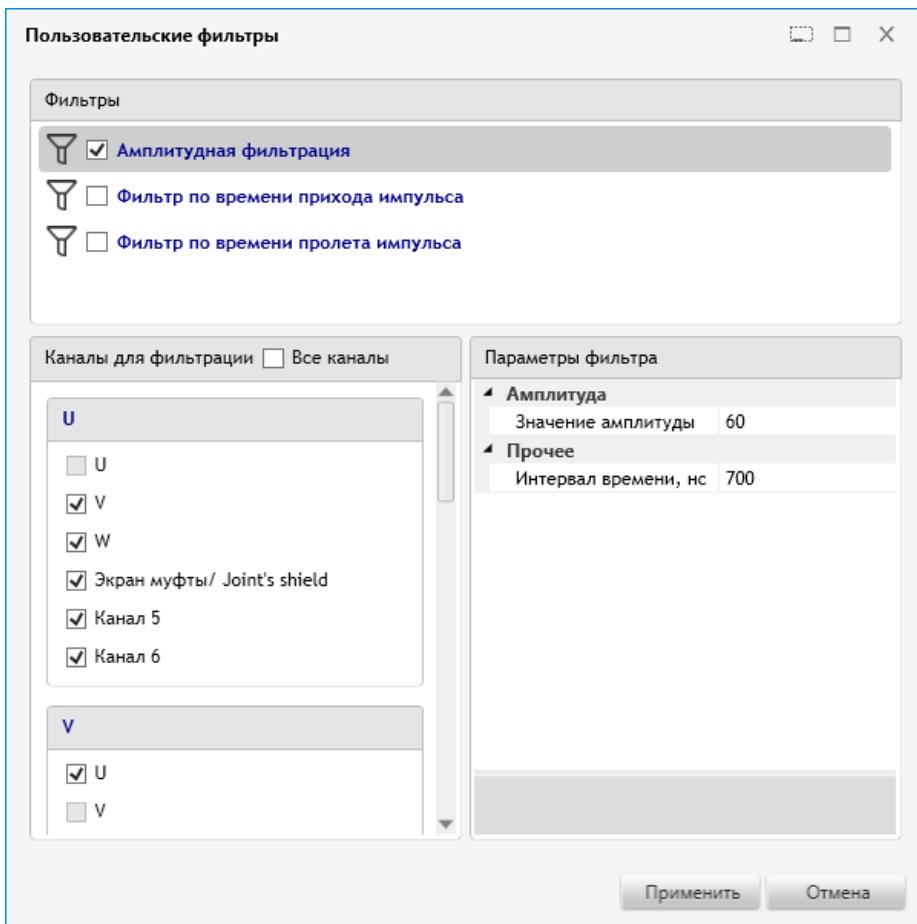 Пользовательские фильтры
Фильтры
Амплитудная фильтрация
Фильтр по времени прихода импульса
Фильтр по времени пролета импульса
Каналы для фильтрации Все каналы
U
U
V
W
Экран муфты/ Joint's shield
Канал 5
Канал 6
V
U
V
Параметры фильтра
Амплитуда
Значение амплитуды 60
Прочее
Интервал времени, нс 700
Применить Отмена